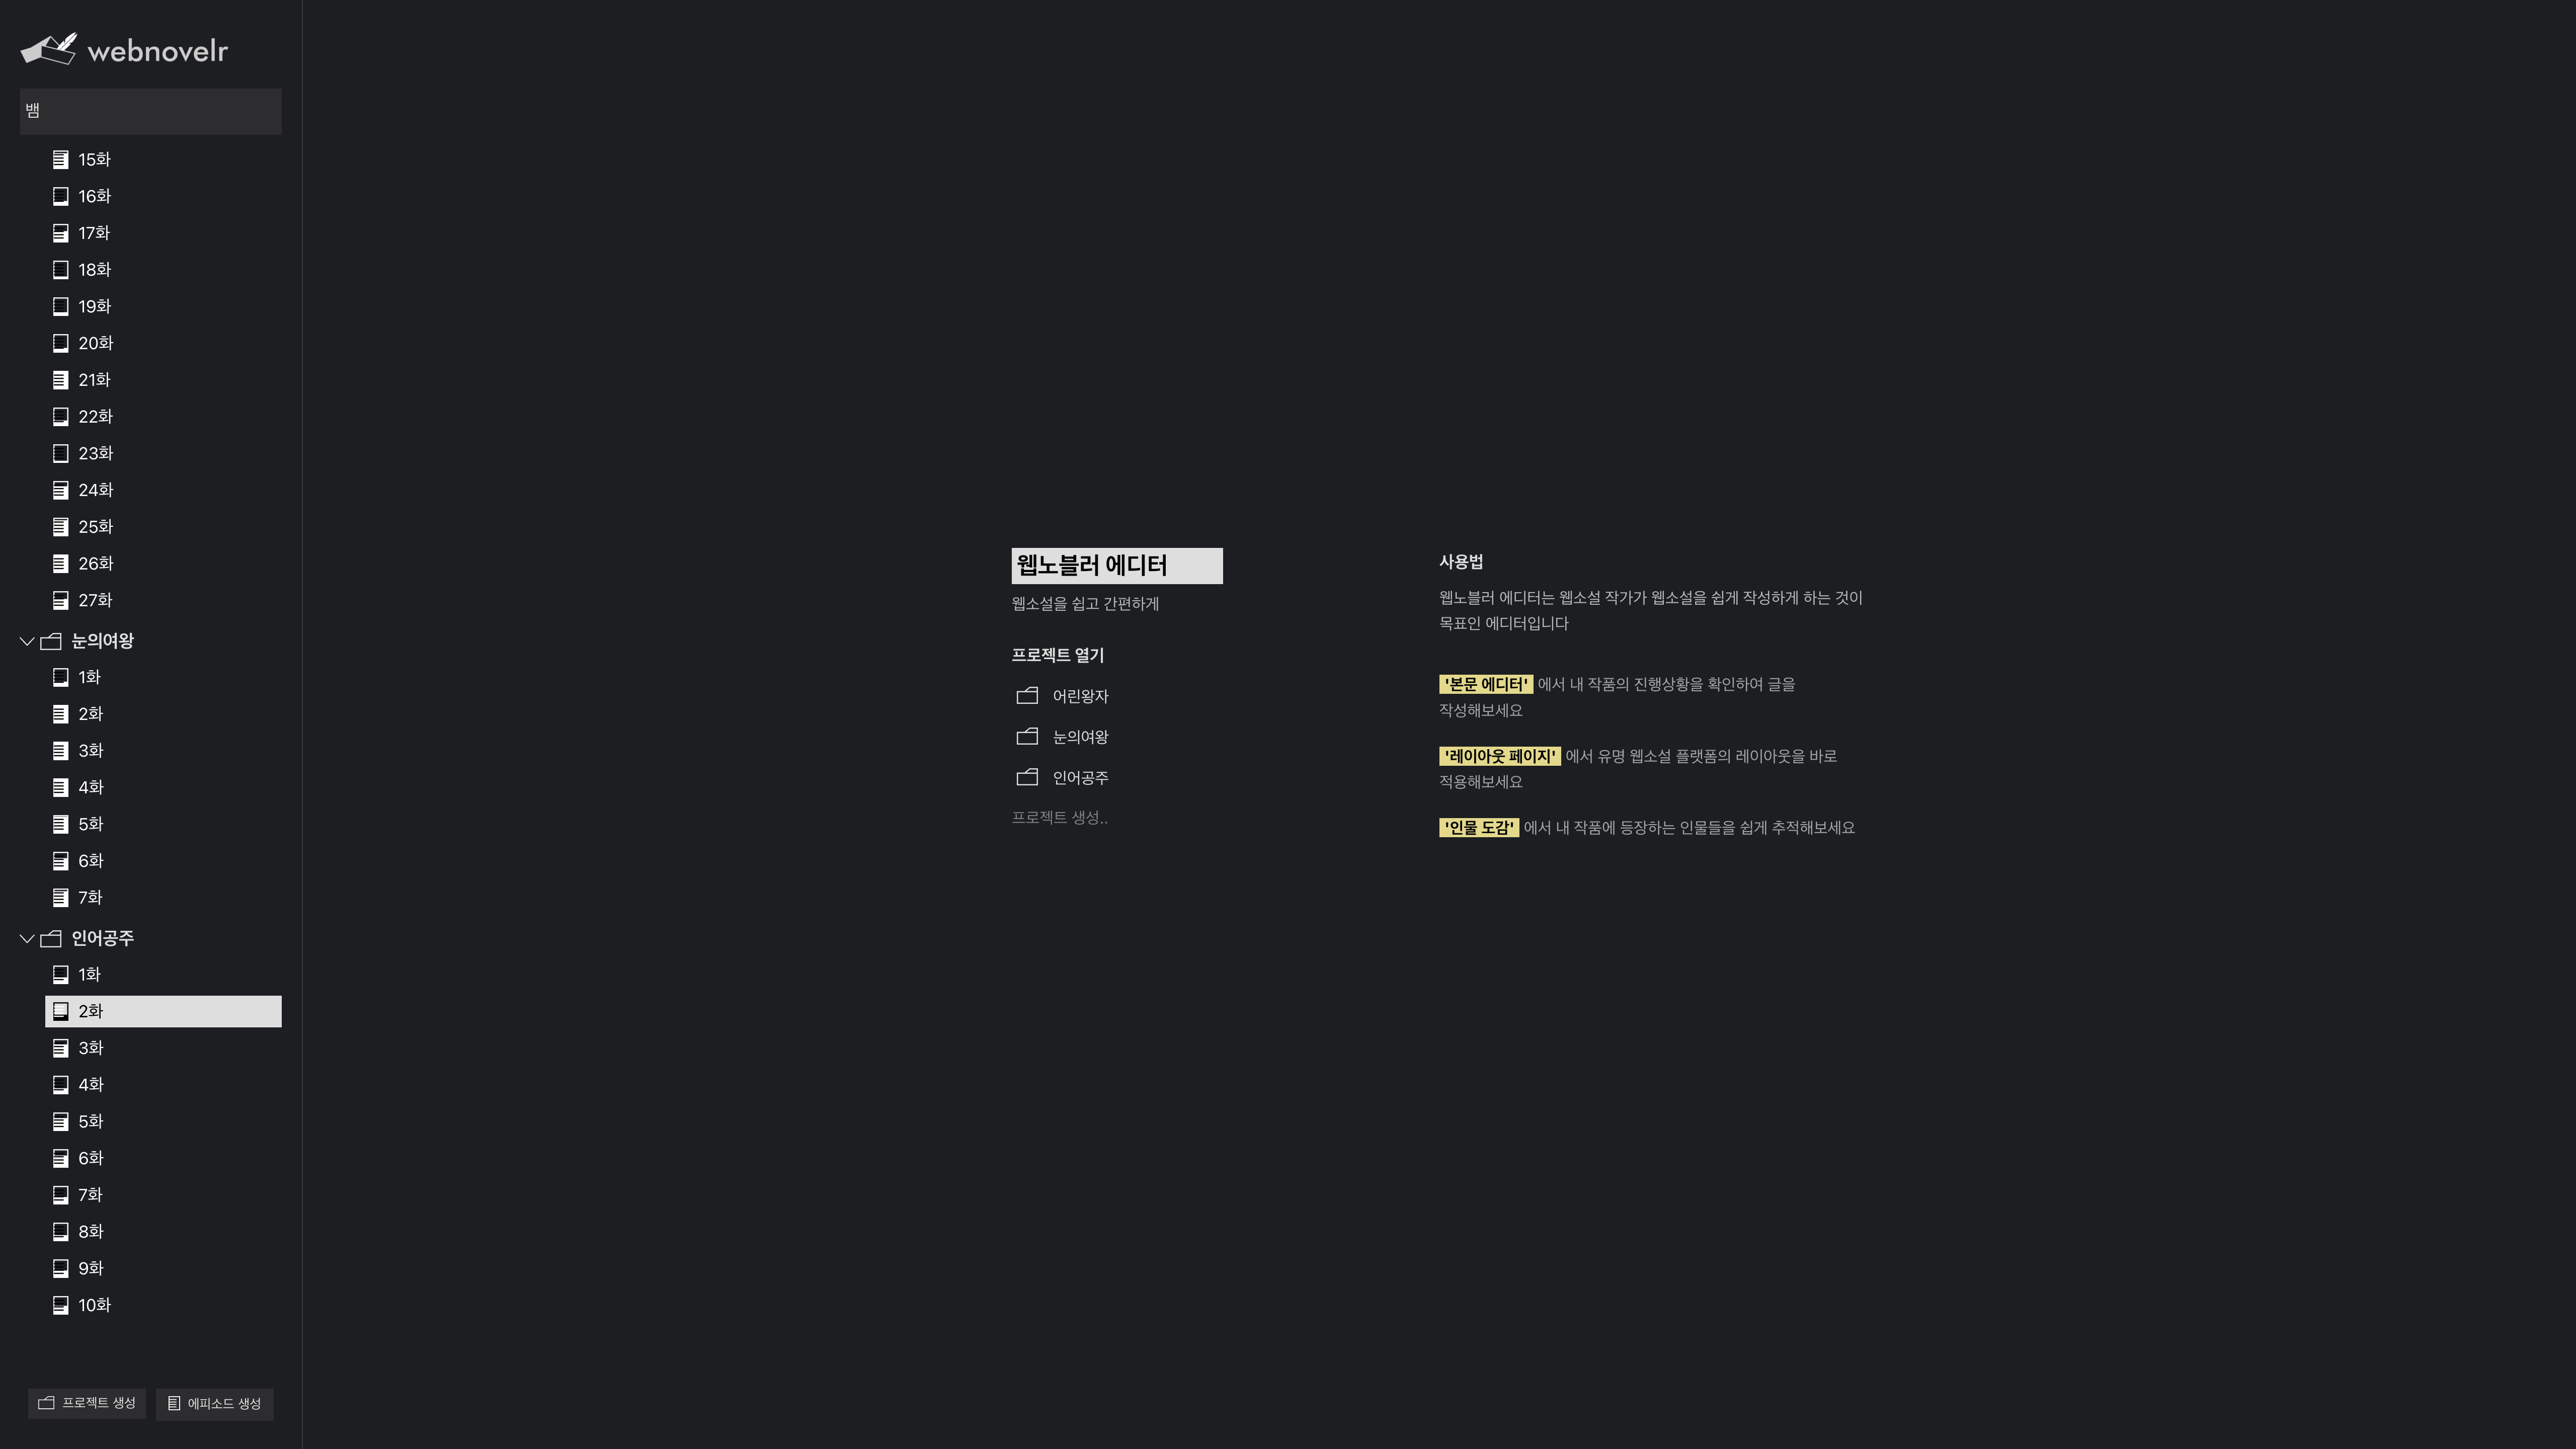 webnovelr
뱀
15화
16화
17화
18화
19화
20화
21화
22화
23화
24화
25화
26화
27화
눈의여왕
1화
2화
3화
4화
5화
6화
7화
인어공주
1화
2화
3화
4화
5화
6화
7화
8화
9화
10화
프로젝트 생성
에피소드 생성
웹노블러 에디터
웹소설을 쉽고 간편하게
프로젝트 열기
어린왕자
눈의여왕
인어공주
프로젝트 생성..
사용법
웹노블러 에디터는 웹소설 작가가 웹소설을 쉽게 작성하게 하는 것이
목표인 에디터입니다
'본문 에디터' 에서 내 작품의 진행상황을 확인하여 글을
작성해보세요
'레이아웃 페이지' 에서 유명 웹소설 플랫폼의 레이아웃을 바로
적용해보세요
'인물 도감' 에서 내 작품에 등장하는 인물들을 쉽게 추적해보세요